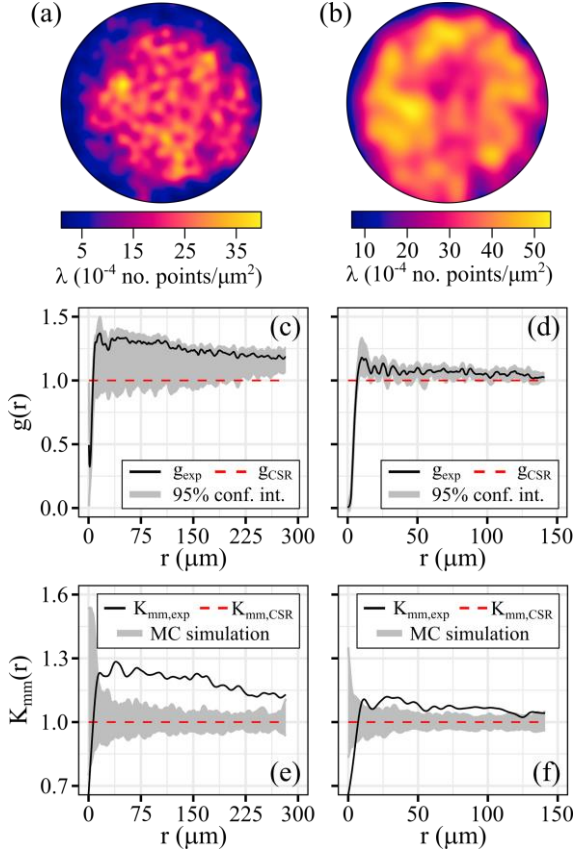 (a) (b)
5 15 25 35 10 20 30 40 50
λ (10⁻⁴ no. points/μm²) λ (10⁻⁴ no. points/μm²)
1.5 (c) (d)
1.0
g(r)
0.5
g_exp g_CSR g_exp g_CSR
95% conf. int. 95% conf. int.
0.0
0 75 150 225 300 0 50 100 150
r (μm) r (μm)
1.6
K_mm,exp K_mm,CSR K_mm,exp K_mm,CSR
MC simulation MC simulation
1.3
K_mm(r)
1.0
0.7 (e) (f)
0 75 150 225 300 0 50 100 150
r (μm) r (μm)